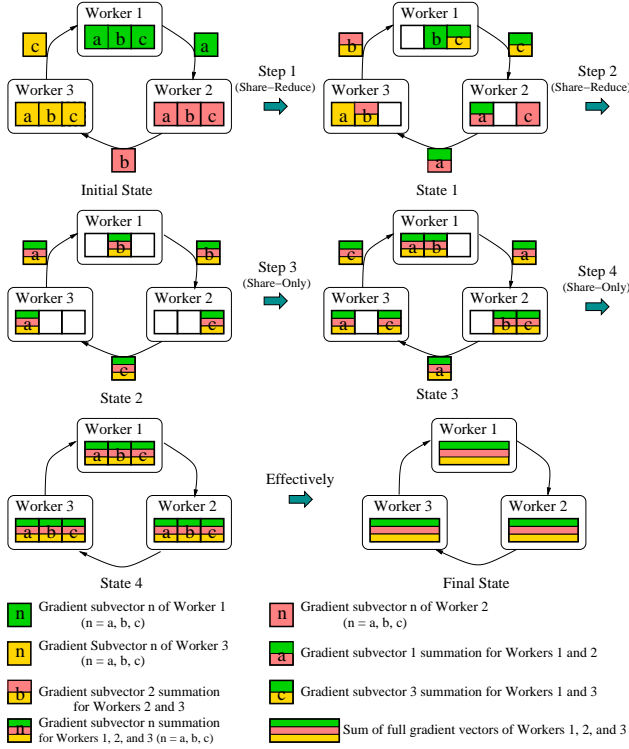 Worker 1
c
a b c
a
Worker 3
a b c
Worker 2
a b c
b
Initial State
Step 1
(Share-Reduce)
Worker 1
b
b c
c
Worker 3
a b
Worker 2
a c
a
State 1
Step 2
(Share-Reduce)
Worker 1
a
b
b
Worker 3
a
Worker 2
c
c
State 2
Step 3
(Share-Only)
Worker 1
c
a b
a
Worker 3
a c
Worker 2
b c
a
State 3
Step 4
(Share-Only)
Worker 1
a b c
Worker 3
a b c
Worker 2
a b c
State 4
Effectively
Worker 1
Worker 3
Worker 2
Final State
n Gradient subvector n of Worker 1
(n = a, b, c)
n Gradient subvector n of Worker 2
(n = a, b, c)
n Gradient Subvector n of Worker 3
(n = a, b, c)
a Gradient subvector 1 summation for Workers 1 and 2
b Gradient subvector 2 summation
for Workers 2 and 3
c Gradient subvector 3 summation for Workers 1 and 3
n Gradient subvector n summation
for Workers 1, 2, and 3 (n = a, b, c)
Sum of full gradient vectors of Workers 1, 2, and 3